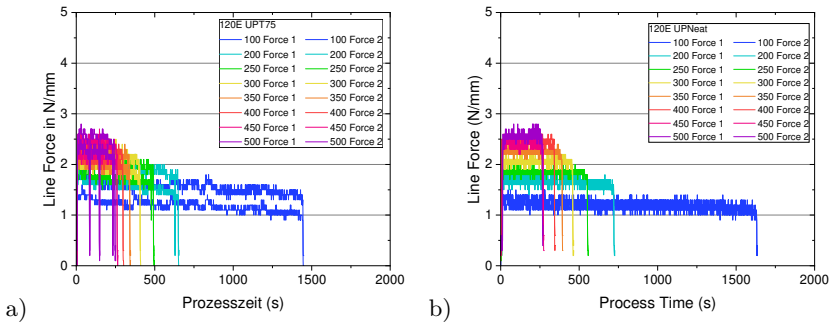 120E UPT75
100 Force 1 100 Force 2
200 Force 1 200 Force 2
250 Force 1 250 Force 2
300 Force 1 300 Force 2
350 Force 1 350 Force 2
400 Force 1 400 Force 2
450 Force 1 450 Force 2
500 Force 1 500 Force 2
Line Force in N/mm
5
4
3
2
1
0
0 500 1000 1500 2000
Prozesszeit (s)
a)
120E UPNeat
100 Force 1 100 Force 2
200 Force 1 200 Force 2
250 Force 1 250 Force 2
300 Force 1 300 Force 2
350 Force 1 350 Force 2
400 Force 1 400 Force 2
450 Force 1 450 Force 2
500 Force 1 500 Force 2
Line Force (N/mm)
5
4
3
2
1
0
0 500 1000 1500 2000
Process Time (s)
b)